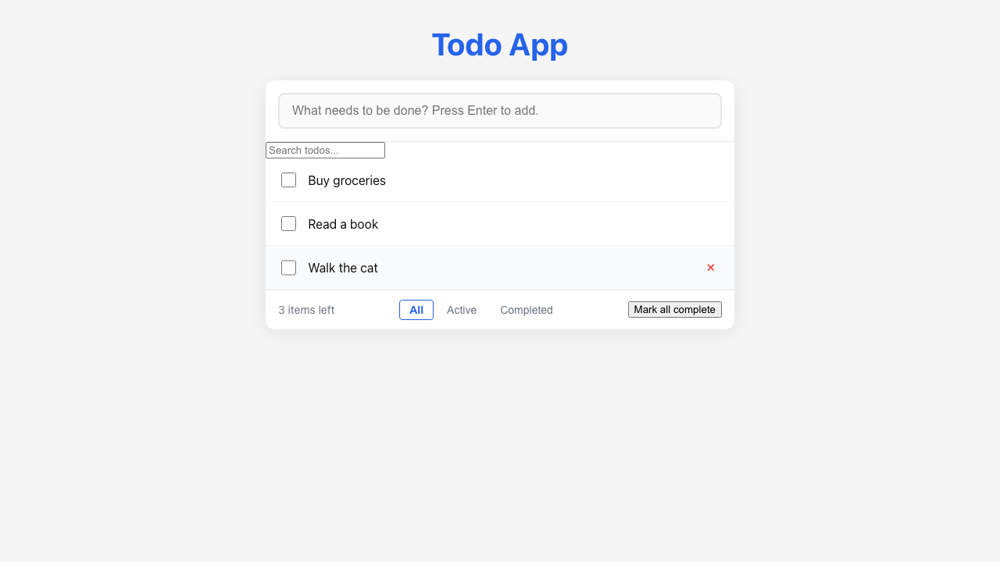 Todo App
What needs to be done? Press Enter to add.
Search todos...
Buy groceries
Read a book
Walk the cat ×
3 items left All Active Completed Mark all complete